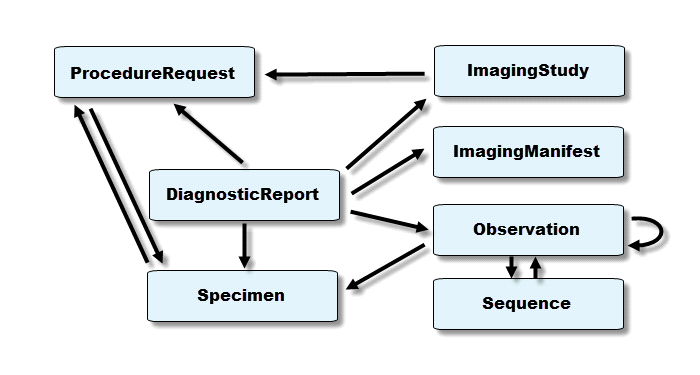 ProcedureRequest
ImagingStudy
ImagingManifest
DiagnosticReport
Observation
Specimen
Sequence